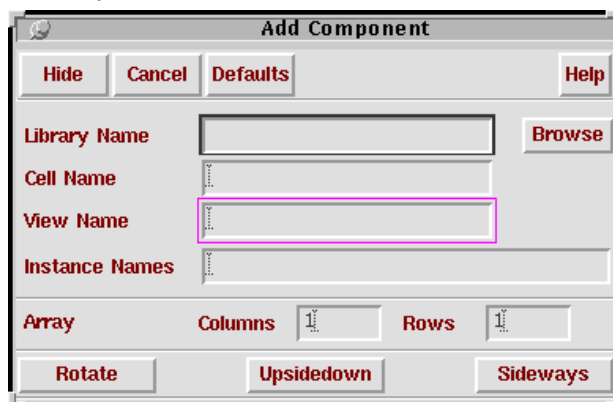 Add Component
Hide Cancel Defaults Help
Library Name Browse
Cell Name
View Name
Instance Names
Array Columns 1 Rows 1
Rotate Upsidedown Sideways